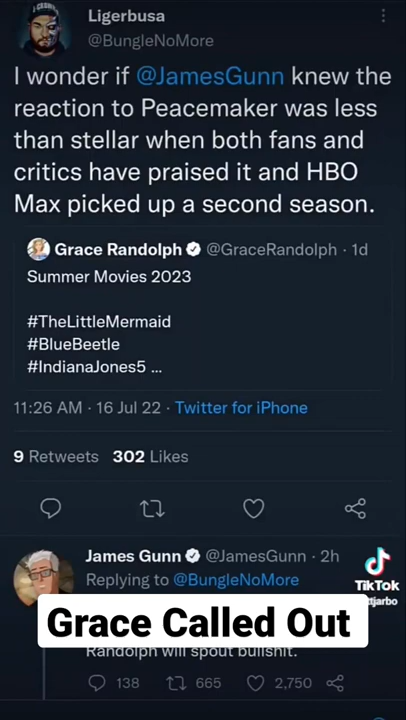 Ligerbusa
@BungleNoMore
I wonder if @JamesGunn knew the
reaction to Peacemaker was less
than stellar when both fans and
critics have praised it and HBO
Max picked up a second season.
Grace Randolph @GraceRandolph · 1d
Summer Movies 2023
#TheLittleMermaid
#BlueBeetle
#IndianaJones5 ...
11:26 AM · 16 Jul 22 · Twitter for iPhone
9 Retweets 302 Likes
James Gunn @JamesGunn · 2h
Replying to @BungleNoMore
TikTok
Grace Called Out
Randolph will spout bullshit.
138 665 2,750